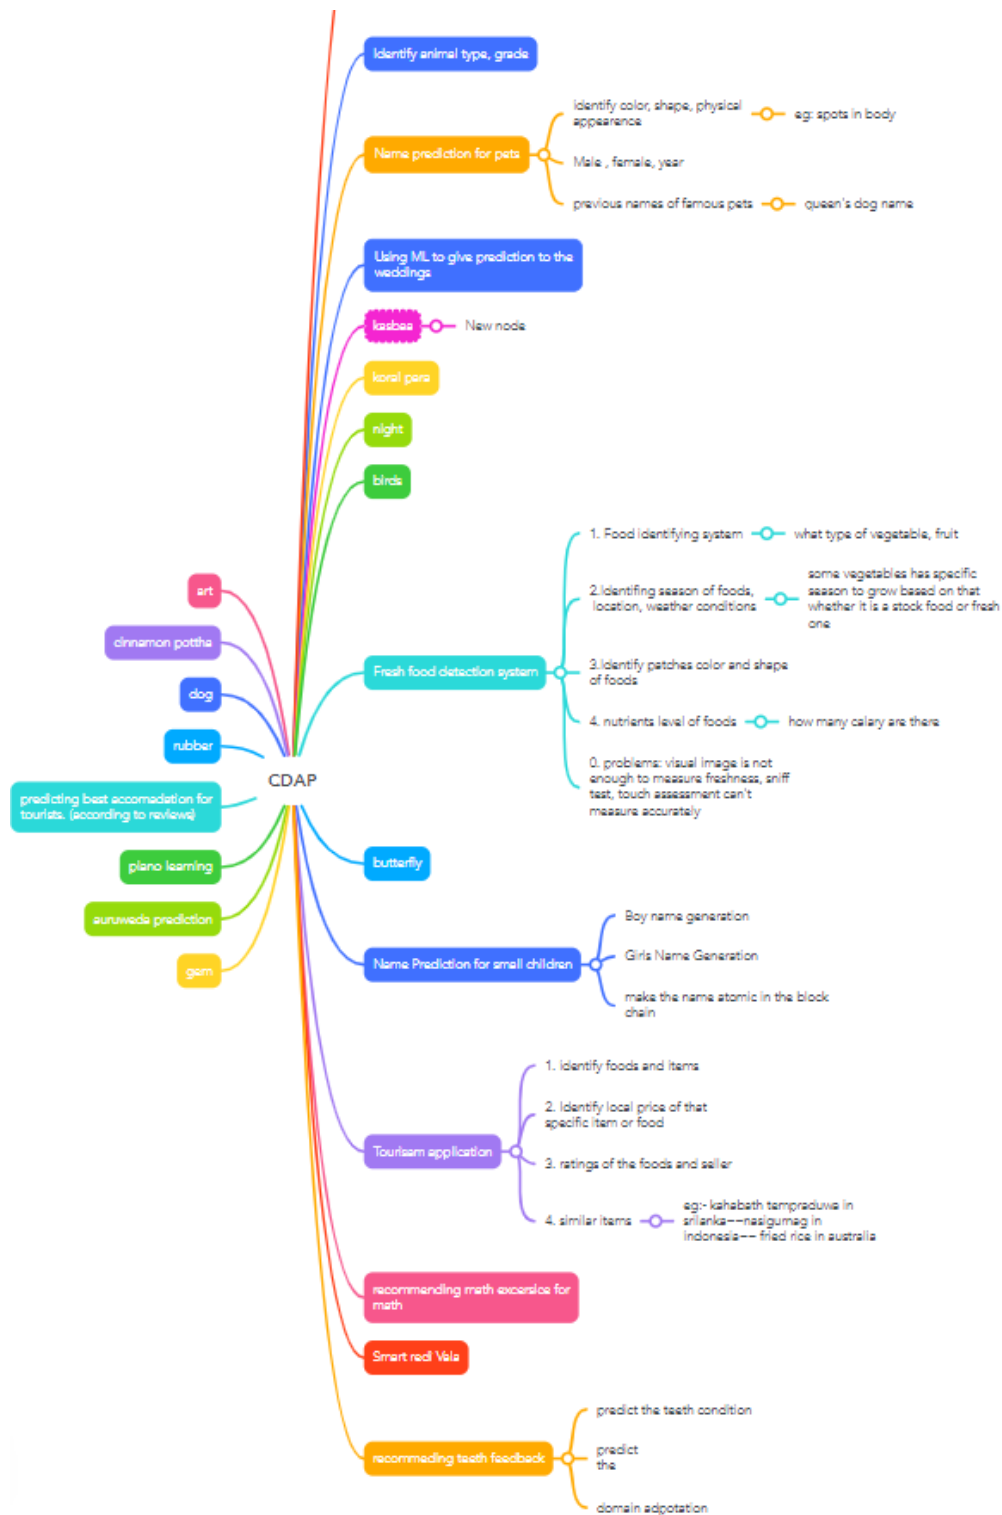 Identify animal type, grade
Name prediction for pets
identify color, shape, physical
appearence
eg: spots in body
Male , female, year
previous names of famous pets
queen's dog name
Using ML to give prediction to the
weddings
kasbaa
New node
koral para
night
birds
Fresh food detection system
1. Food identifying system
what type of vegetable, fruit
2.Identifing season of foods,
location, weather conditions
some vegetables has specific
season to grow based on that
whether it is a stock food or fresh
one
3.Identify patches color and shape
of foods
4. nutrients level of foods
how many calary are there
0. problems: visual image is not
enough to measure freshness, sniff
test, touch assessment can't
measure accurately
art
cinnamon pottha
dog
rubber
CDAP
predicting best accomadation for
tourists. (according to reviews)
piano learning
auruweda prediction
gem
butterfly
Name Prediction for small children
Boy name generation
Girls Name Generation
make the name atomic in the block
chain
Tourisam application
1. identify foods and items
2. Identify local price of that
specific item or food
3. ratings of the foods and seller
4. similar items
eg:- kahabath tempraduwa in
srilanka--nasigumag in
indonesia-- fried rice in australia
recommending math excersice for
math
Smart redi Vala
recommeding teeth feedback
predict the teeth condition
predict
the
domain adpotation